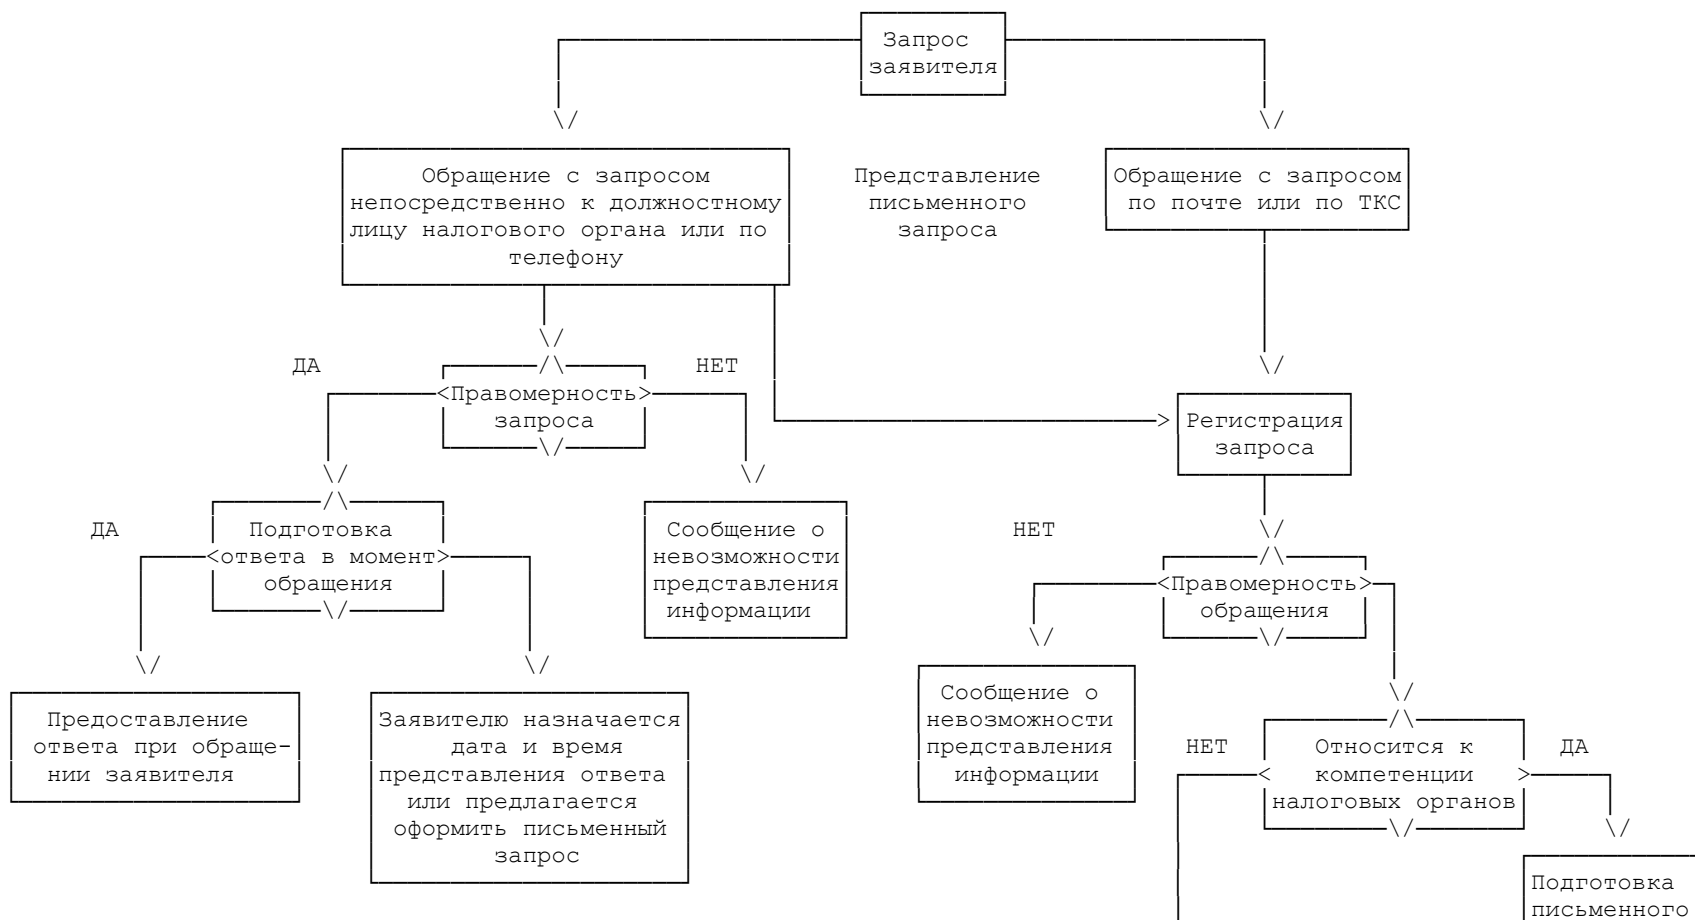 Запрос
заявителя
Обращение с запросом
непосредственно к должностному
лицу налогового органа или по
телефону
Представление
письменного
запроса
Обращение с запросом
по почте или по ТКС
ДА
НЕТ
Правомерность
запроса
Регистрация
запроса
ДА
Подготовка
ответа в момент
обращения
Сообщение о
невозможности
представления
информации
НЕТ
Правомерность
обращения
Предоставление
ответа при обраще-
нии заявителя
Заявителю назначается
дата и время
представления ответа
или предлагается
оформить письменный
запрос
Сообщение о
невозможности
представления
информации
НЕТ
Относится к
компетенции
налоговых органов
ДА
Подготовка
письменного